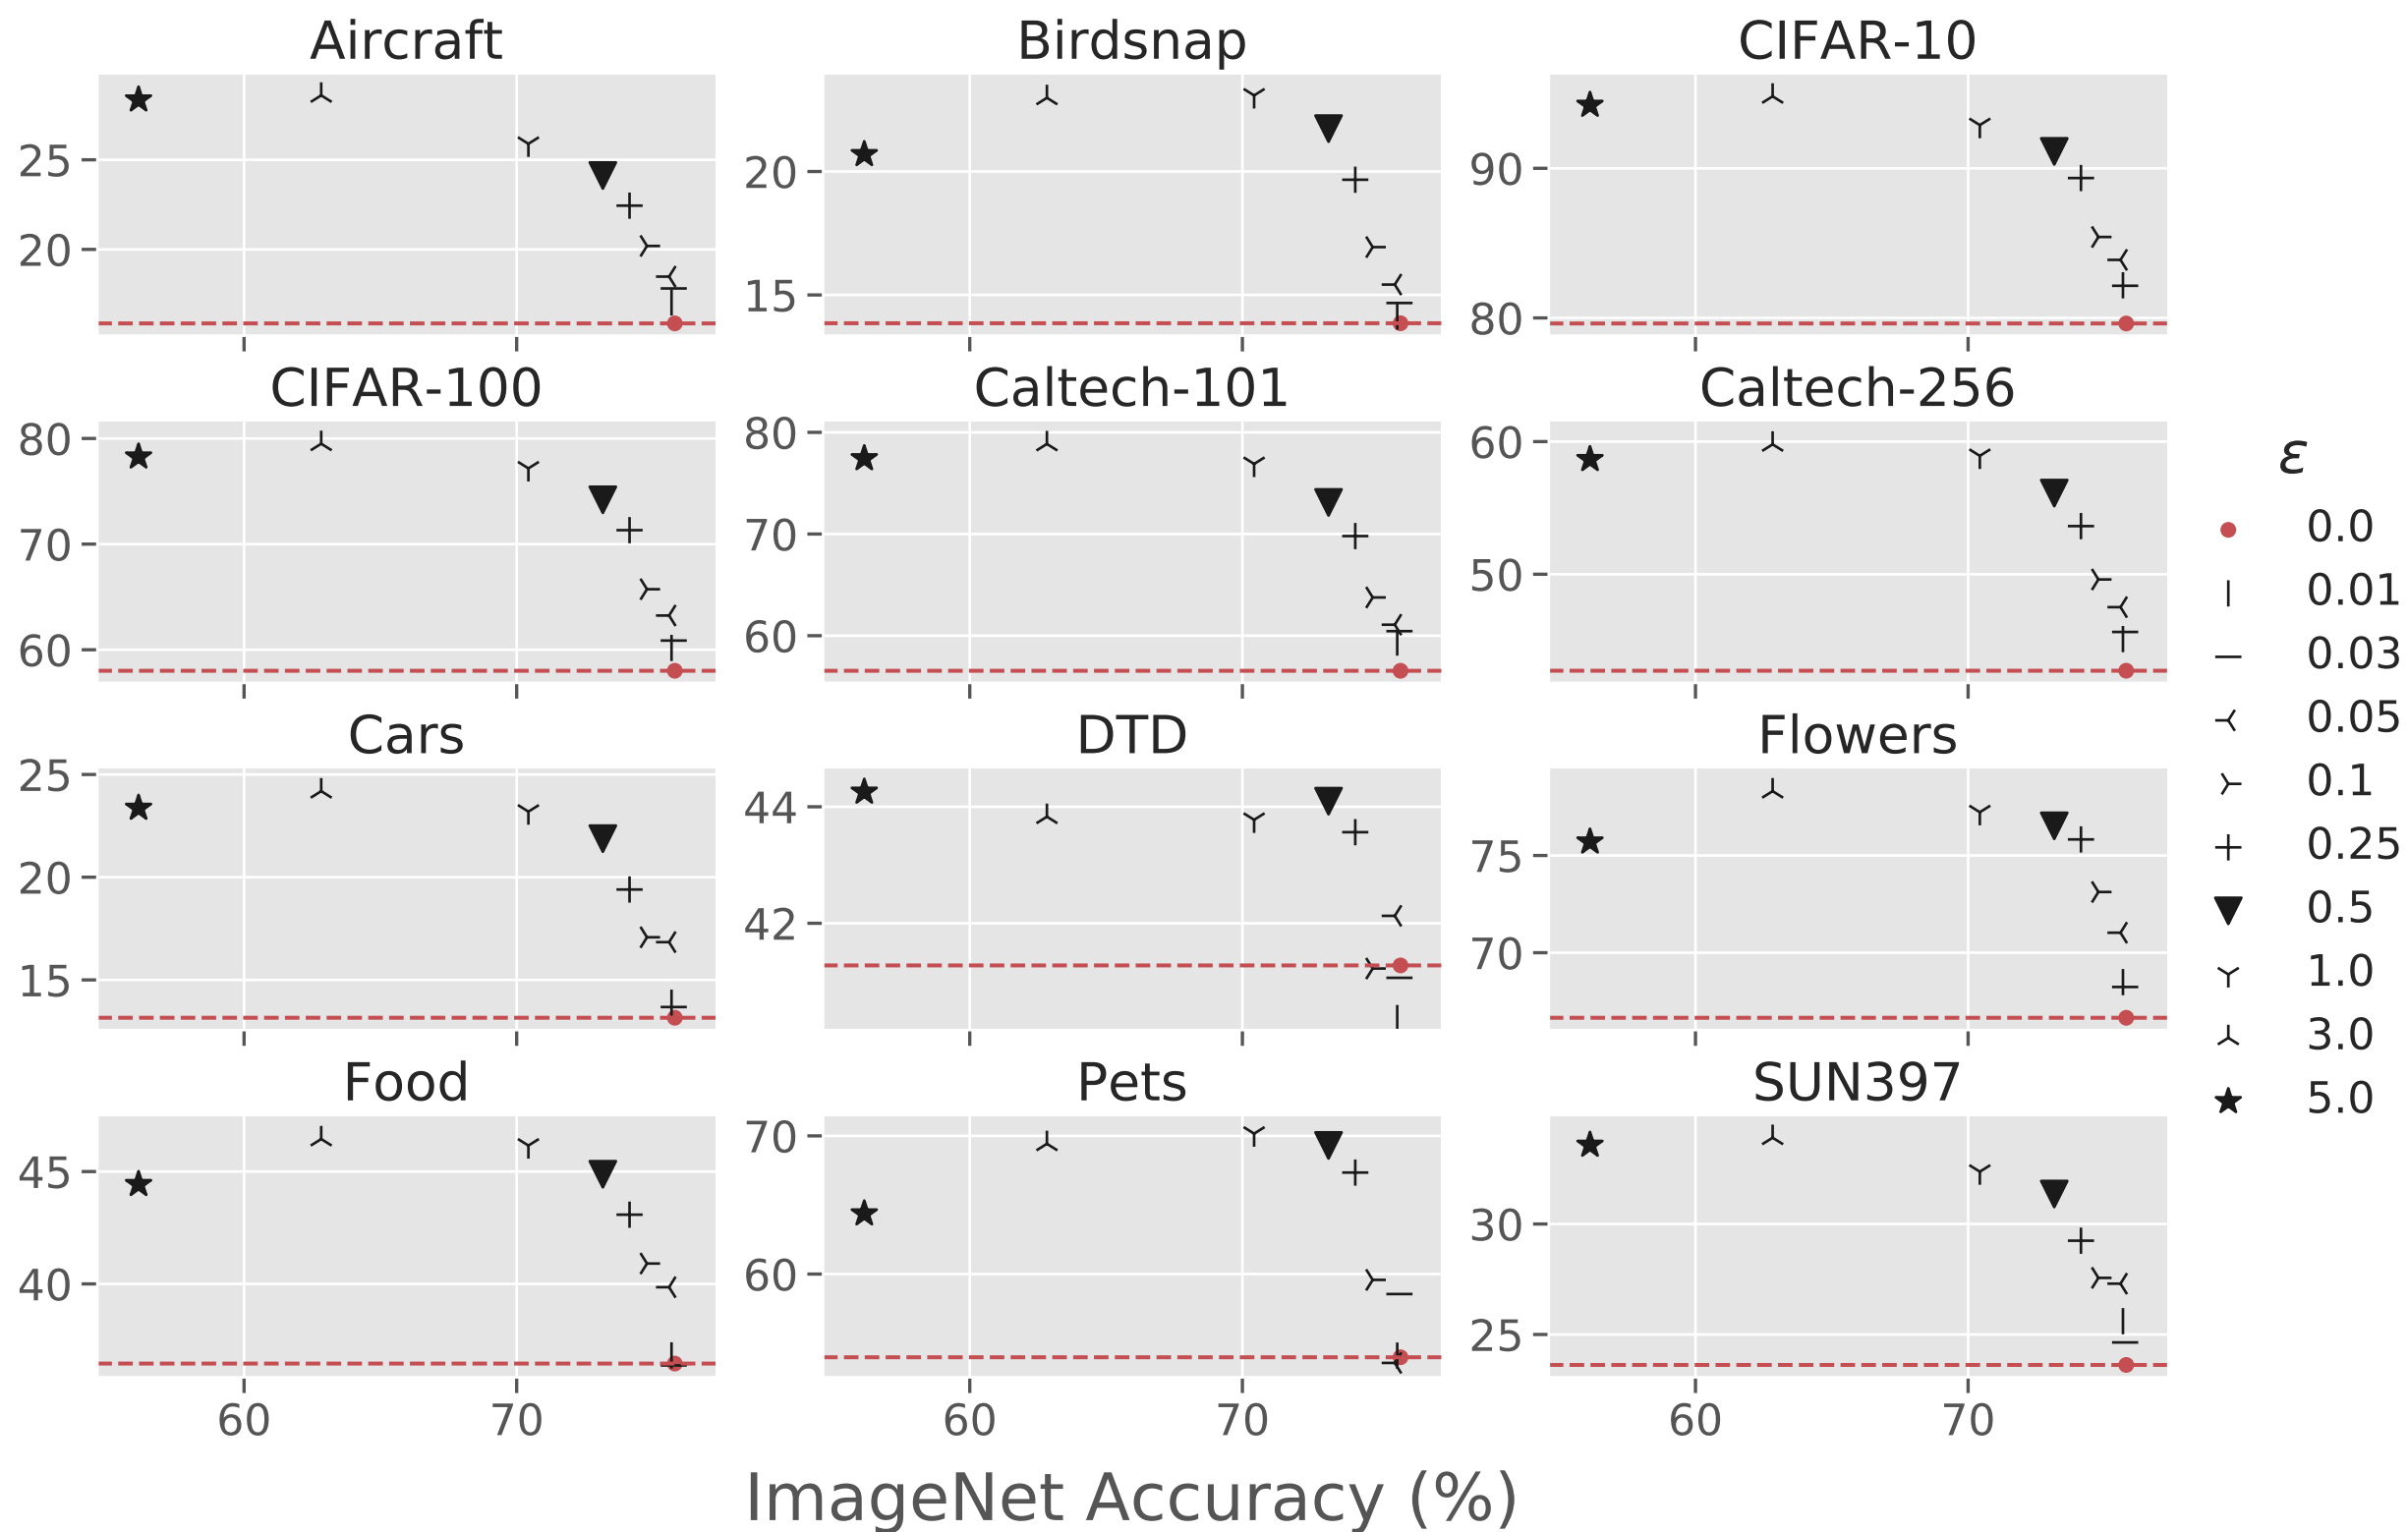 Aircraft Birdsnap CIFAR-10
25 20 90
20 15 80
CIFAR-100 Caltech-101 Caltech-256
80 80 60
70 70 50
60 60
Cars DTD Flowers
25 44 75
20 42 70
15
Food Pets SUN397
45 70 30
40 60 25
60 70 60 70 60 70
ImageNet Accuracy (%)
ε
0.0
0.01
0.03
0.05
0.1
0.25
0.5
1.0
3.0
5.0